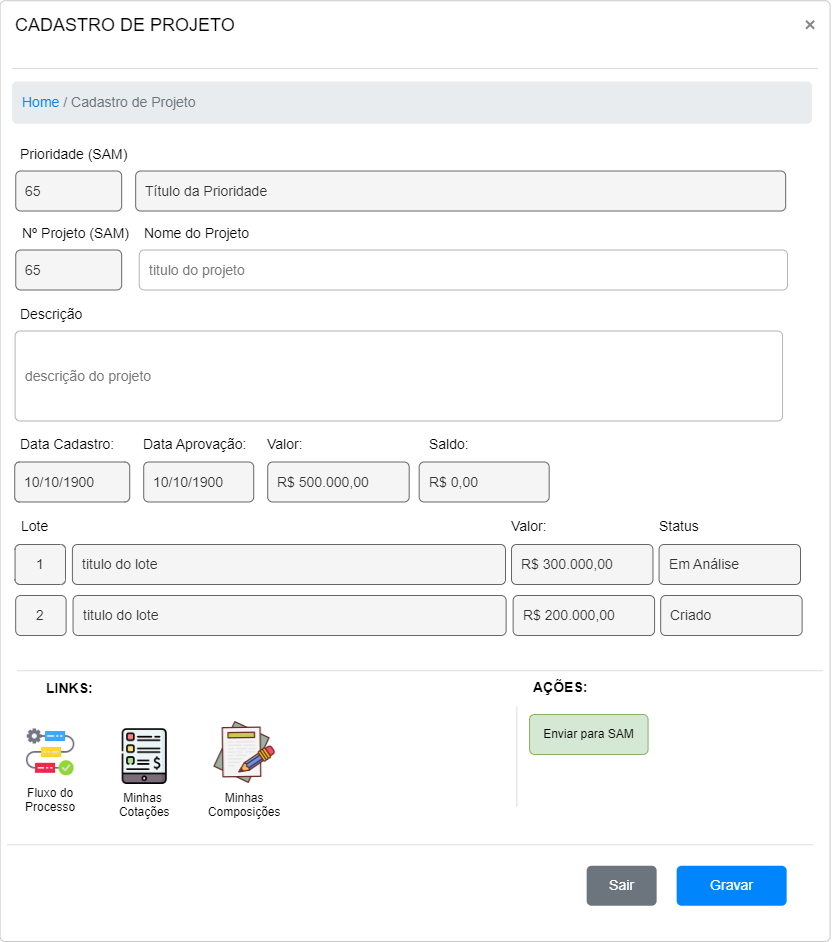 CADASTRO DE PROJETO ×
Home / Cadastro de Projeto
Prioridade (SAM)
65 Título da Prioridade
Nº Projeto (SAM) Nome do Projeto
65 titulo do projeto
Descrição
descrição do projeto
Data Cadastro: Data Aprovação: Valor: Saldo:
10/10/1900 10/10/1900 R$ 500.000,00 R$ 0,00
Lote Valor: Status
1 titulo do lote R$ 300.000,00 Em Análise
2 titulo do lote R$ 200.000,00 Criado
LINKS: AÇÕES:
Enviar para SAM
$
Fluxo do
Processo
Minhas
Cotações
Minhas
Composições
Sair Gravar